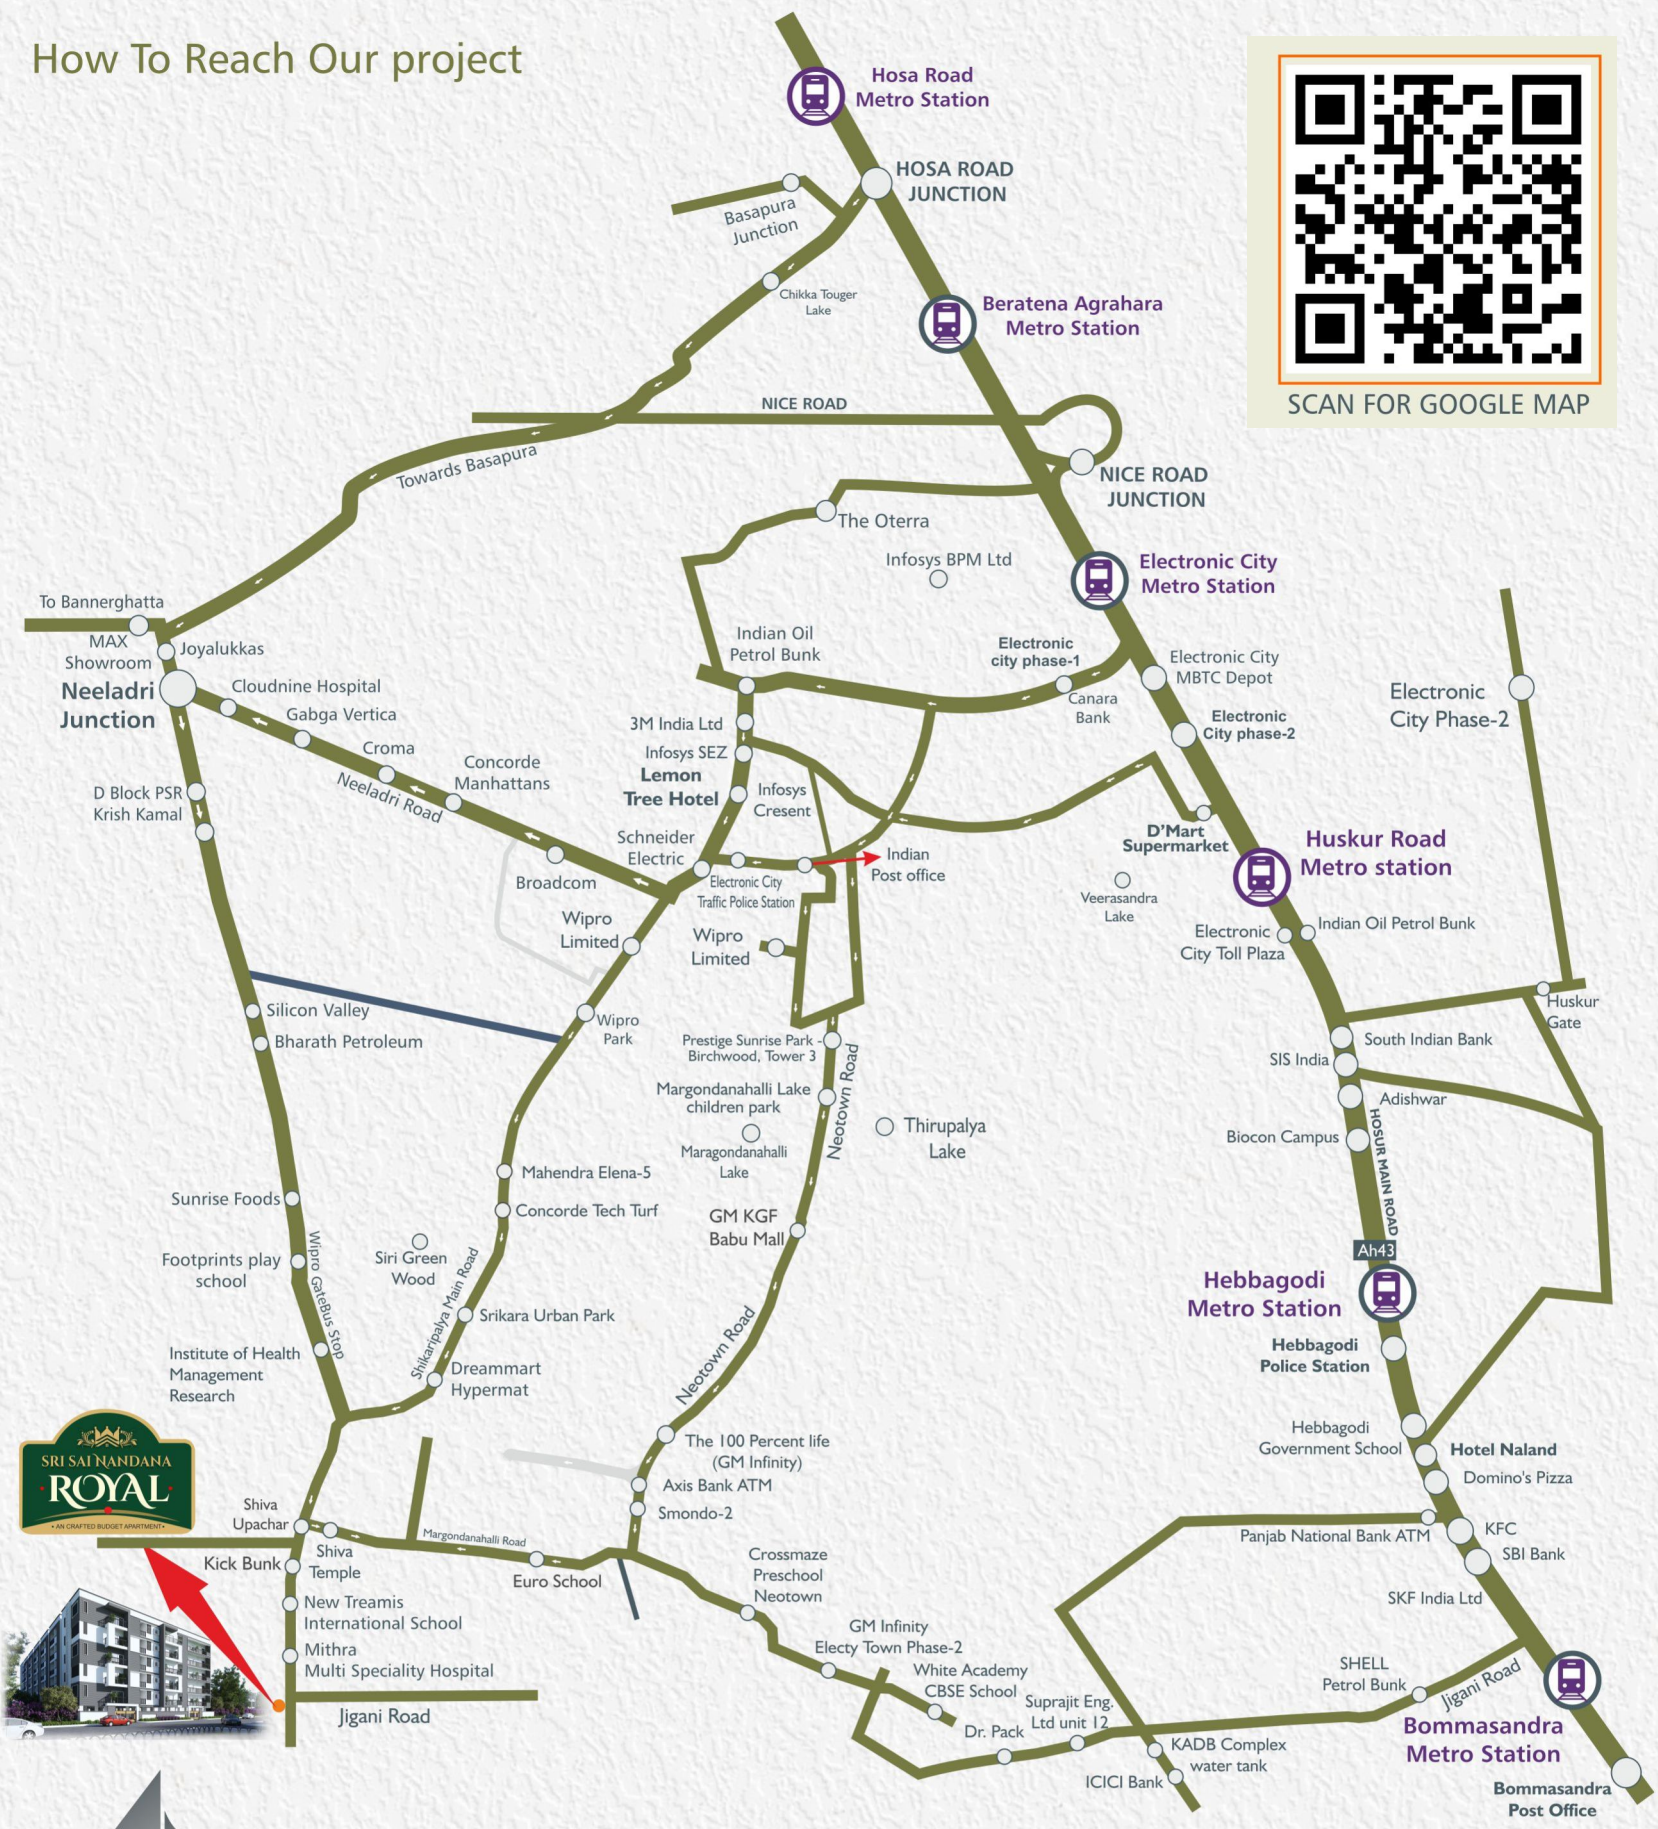 How To Reach Our project
Hosa Road
Metro Station
HOSA ROAD
JUNCTION
Basapura
Junction
Chikka Touger
Lake
Beratena Agrahara
Metro Station
SCAN FOR GOOGLE MAP
NICE ROAD
Towards Basapura
NICE ROAD
JUNCTION
The Oterra
Infosys BPM Ltd
Electronic City
Metro Station
To Bannerghatta
MAX
Showroom
Joyalukkas
Neeladri
Junction
Cloudnine Hospital
Gabga Vertica
Croma
Concorde
Manhattans
Neeladri Road
Indian Oil
Petrol Bunk
Electronic
city phase-1
Canara
Bank
Electronic City
MBTC Depot
Electronic
City phase-2
Electronic
City Phase-2
3M India Ltd
Infosys SEZ
Lemon
Tree Hotel
Infosys
Cresent
D Block PSR
Krish Kamal
Schneider
Electric
Broadcom
Electronic City
Traffic Police Station
Indian
Post office
D'Mart
Supermarket
Huskur Road
Metro station
Veerasandra
Lake
Wipro
Limited
Wipro
Limited
Electronic
City Toll Plaza
Indian Oil Petrol Bunk
Huskur
Gate
Silicon Valley
Bharath Petroleum
Wipro
Park
Prestige Sunrise Park -
Birchwood, Tower 3
South Indian Bank
SIS India
Adishwar
Margondanahalli Lake
children park
Neotown Road
Thirupalya
Lake
Maragondanahalli
Lake
Biocon Campus
HOSUR MAIN ROAD
Ah43
Mahendra Elena-5
Concorde Tech Turf
Sunrise Foods
Footprints play
school
Wipro GateBus Stop
Siri Green
Wood
Shikaripalya Main Road
GM KGF
Babu Mall
Hebbagodi
Metro Station
Srikara Urban Park
Institute of Health
Management
Research
Dreammart
Hypermat
Neotown Road
Hebbagodi
Police Station
Hebbagodi
Government School
Hotel Naland
Domino's Pizza
The 100 Percent life
(GM Infinity)
Axis Bank ATM
Smondo-2
SRI SAI NANDANA
ROYAL
• AN CRAFTED BUDGET APARTMENT •
Shiva
Upachar
Kick Bunk
Shiva
Temple
Margondanahalli Road
Euro School
Panjab National Bank ATM
KFC
SBI Bank
SKF India Ltd
Crossmaze
Preschool
Neotown
New Treamis
International School
Mithra
Multi Speciality Hospital
Jigani Road
GM Infinity
Electy Town Phase-2
White Academy
CBSE School
Suprajit Eng.
Ltd unit 12
Dr. Pack
SHELL
Petrol Bunk
Jigani Road
Bommasandra
Metro Station
KADB Complex
water tank
ICICI Bank
Bommasandra
Post Office